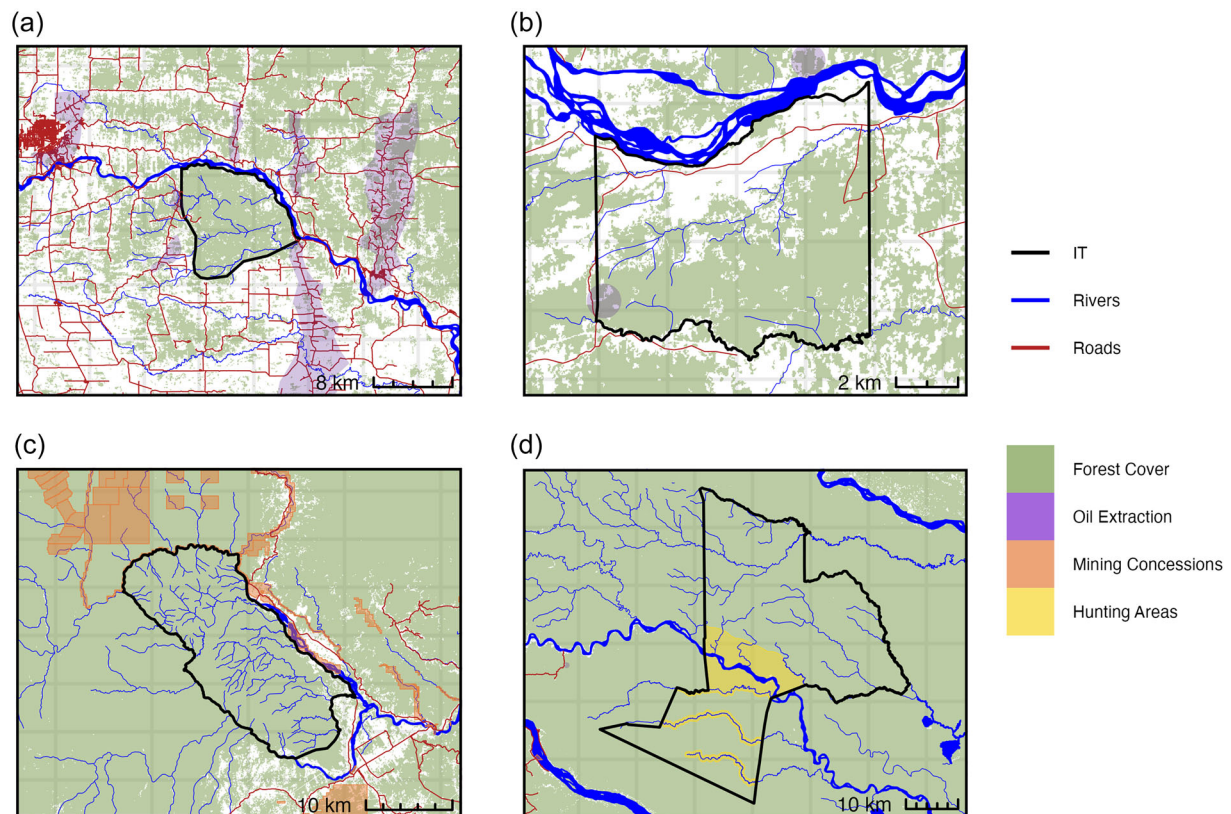 (a)
(b)
8 km
2 km
IT
Rivers
Roads
(c)
(d)
10 km
10 km
Forest Cover
Oil Extraction
Mining Concessions
Hunting Areas